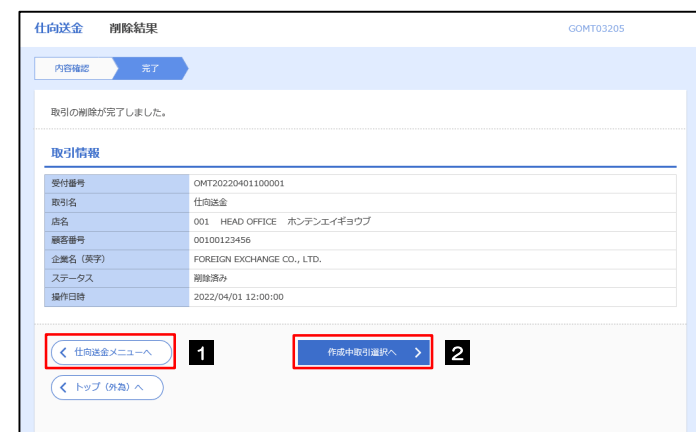 仕向送金 削除結果 GOMT03205
内容確認 完了
取引の削除が完了しました。
取引情報
受付番号 OMT20220401100001
取引名 仕向送金
店名 001 HEAD OFFICE ホンテンエイギョウブ
顧客番号 00100123456
企業名（英字） FOREIGN EXCHANGE CO., LTD.
ステータス 削除済み
操作日時 2022/04/01 12:00:00
仕向送金メニューへ 1 作成中取引選択へ 2
トップ（外為）へ